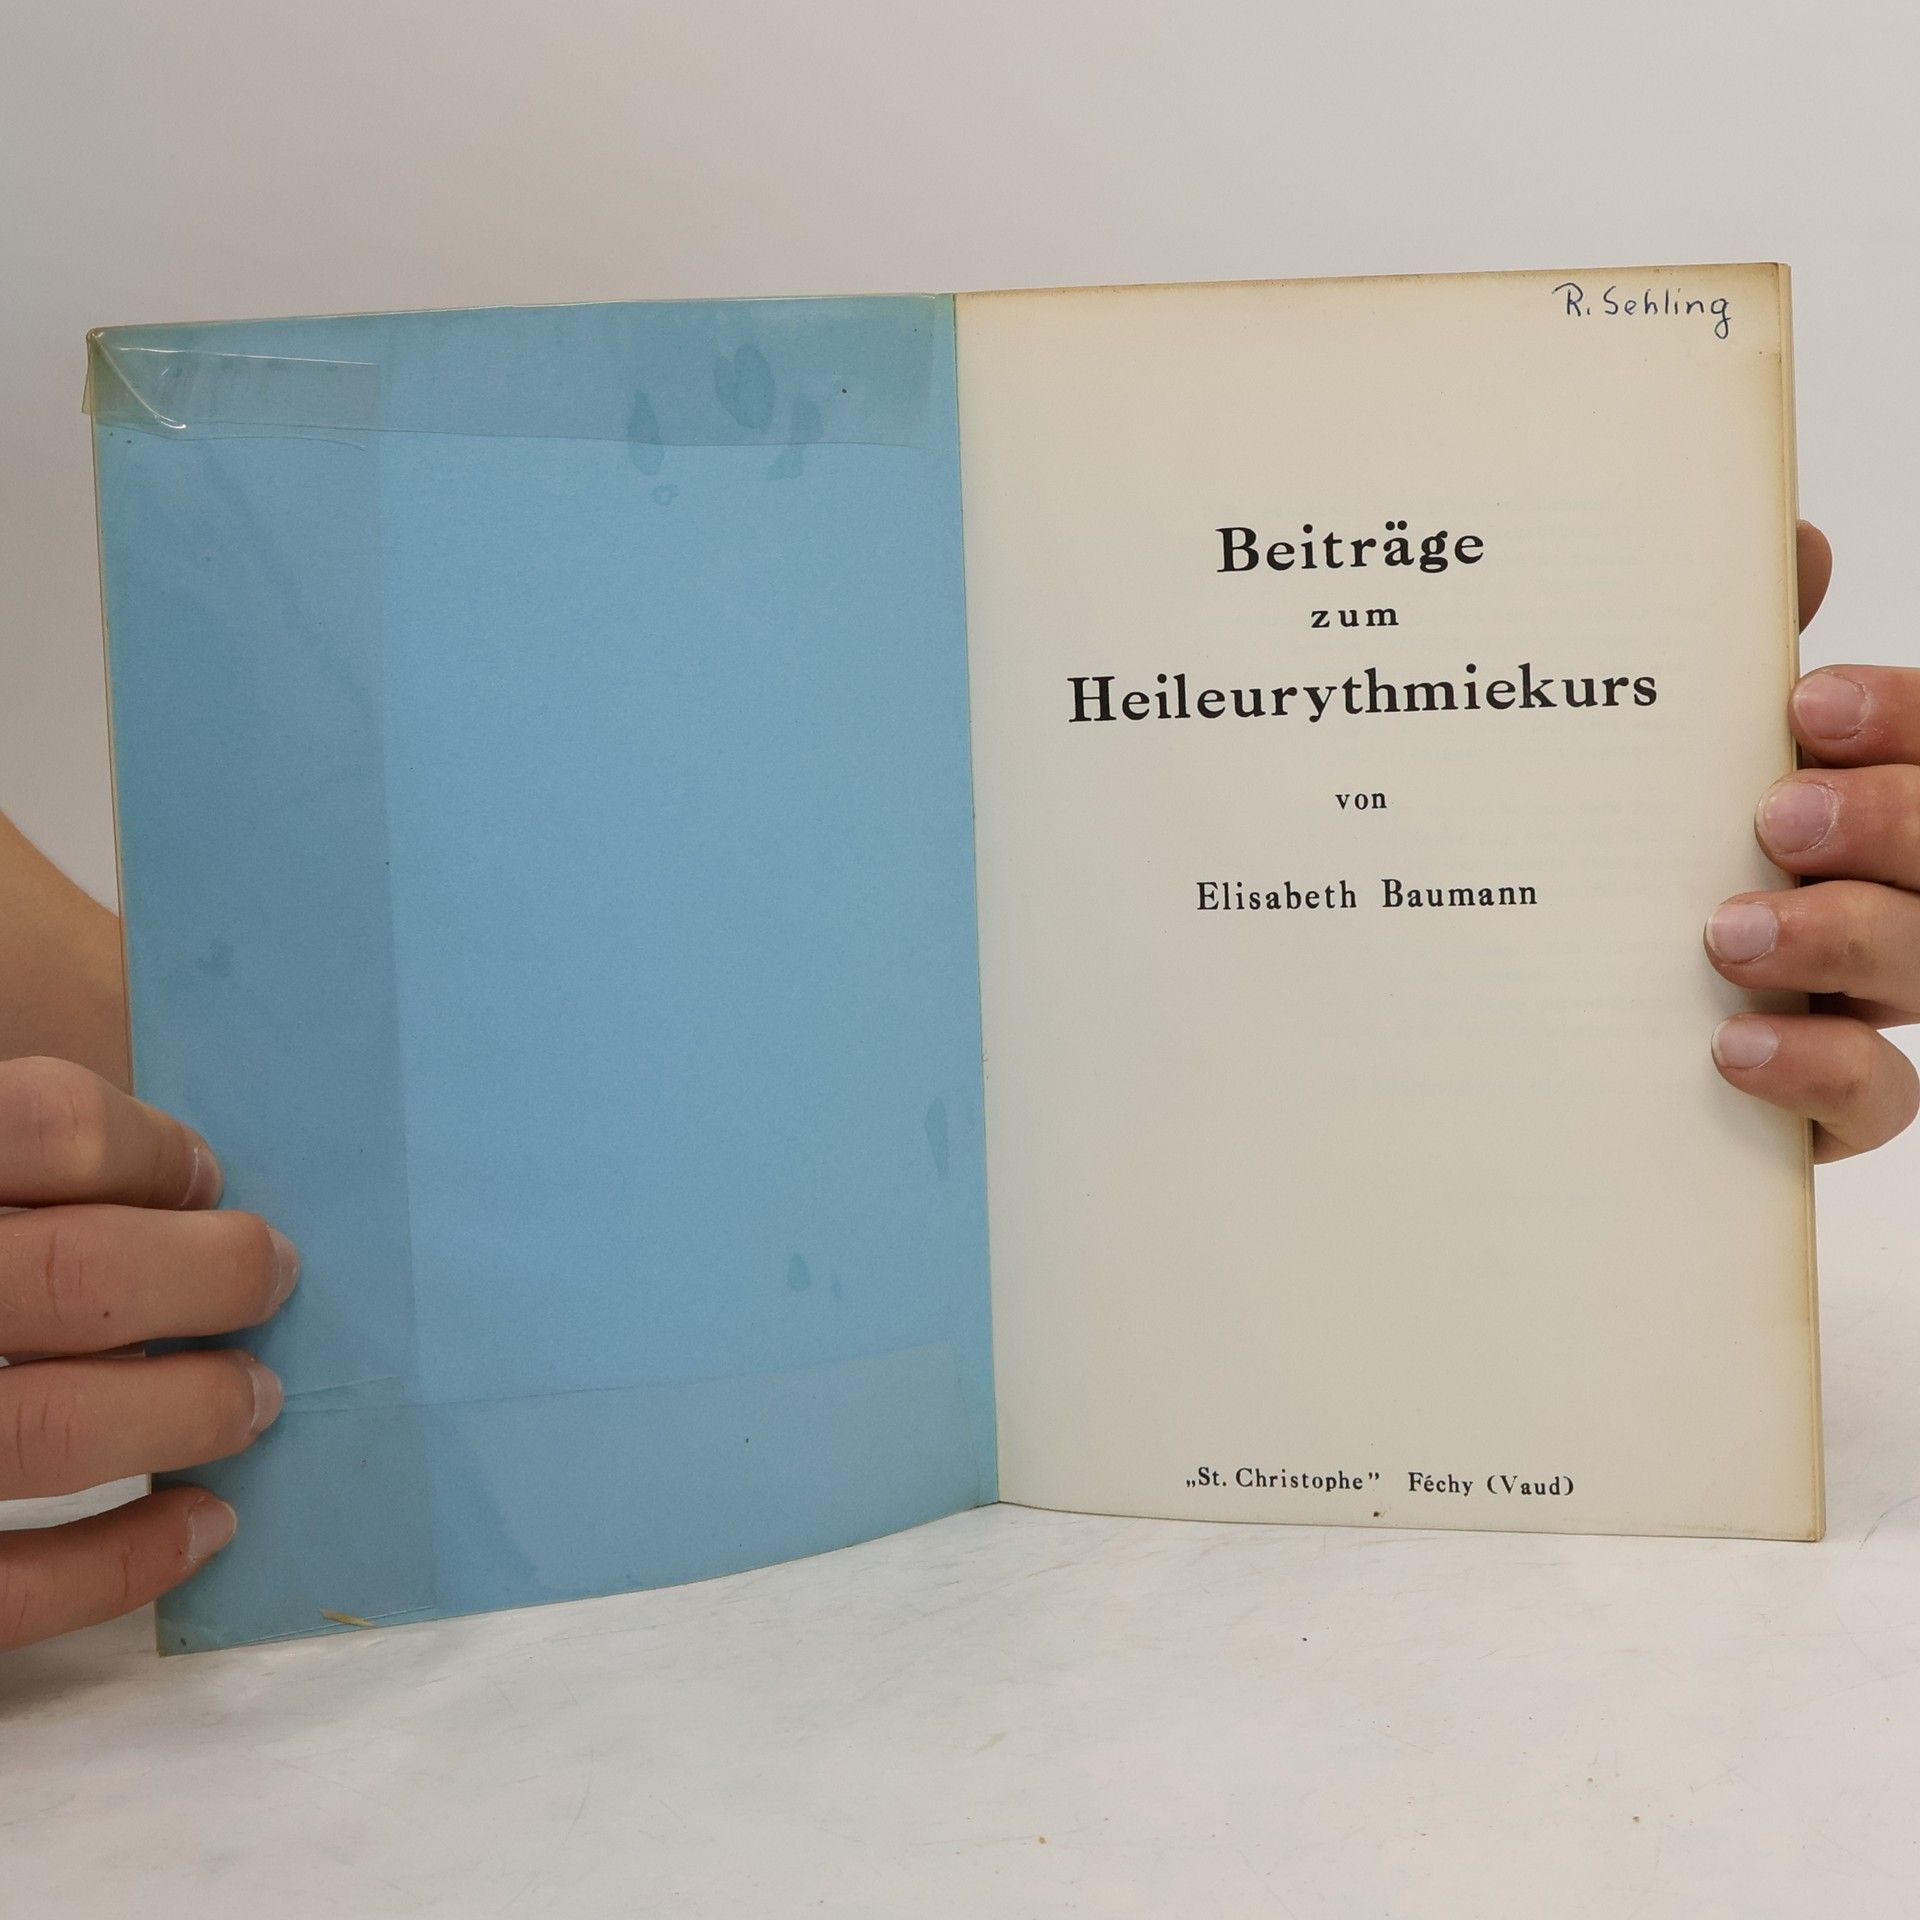 R. Sehling
Beiträge
zum
Heileurythmiekurs
von
Elisabeth Baumann
„St. Christophe” Féchy (Vaud)